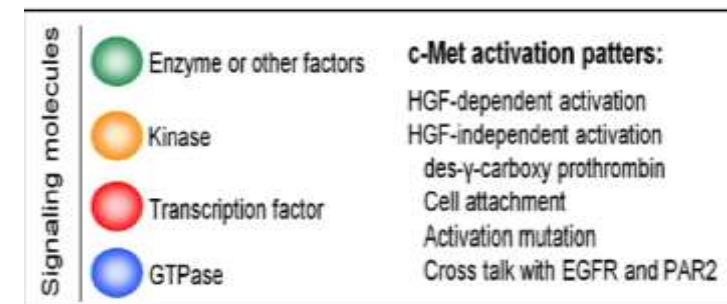 Signaling molecules
Enzyme or other factors
Kinase
Transcription factor
GTPase
c-Met activation patters:
HGF-dependent activation
HGF-independent activation
des-γ-carboxy prothrombin
Cell attachment
Activation mutation
Cross talk with EGFR and PAR2